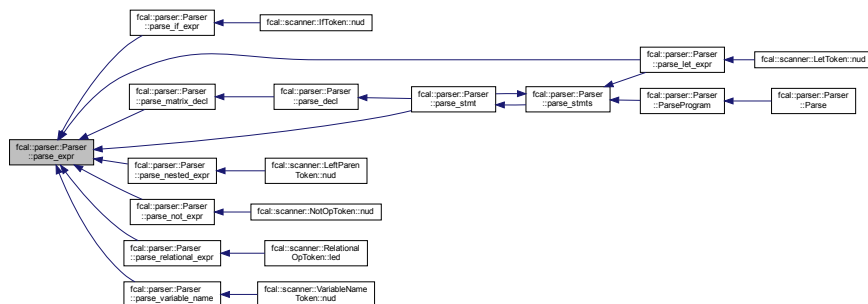 fcal::parser::Parser
::parse_if_expr
fcal::scanner::IfToken::nud
fcal::parser::Parser
::parse_let_expr
fcal::scanner::LetToken::nud
fcal::parser::Parser
::parse_matrix_decl
fcal::parser::Parser
::parse_decl
fcal::parser::Parser
::parse_stmt
fcal::parser::Parser
::parse_stmts
fcal::parser::Parser
::ParseProgram
fcal::parser::Parser
::Parse
fcal::parser::Parser
::parse_expr
fcal::parser::Parser
::parse_nested_expr
fcal::scanner::LeftParen
Token::nud
fcal::parser::Parser
::parse_not_expr
fcal::scanner::NotOpToken::nud
fcal::parser::Parser
::parse_relational_expr
fcal::scanner::Relational
OpToken::led
fcal::parser::Parser
::parse_variable_name
fcal::scanner::VariableName
Token::nud